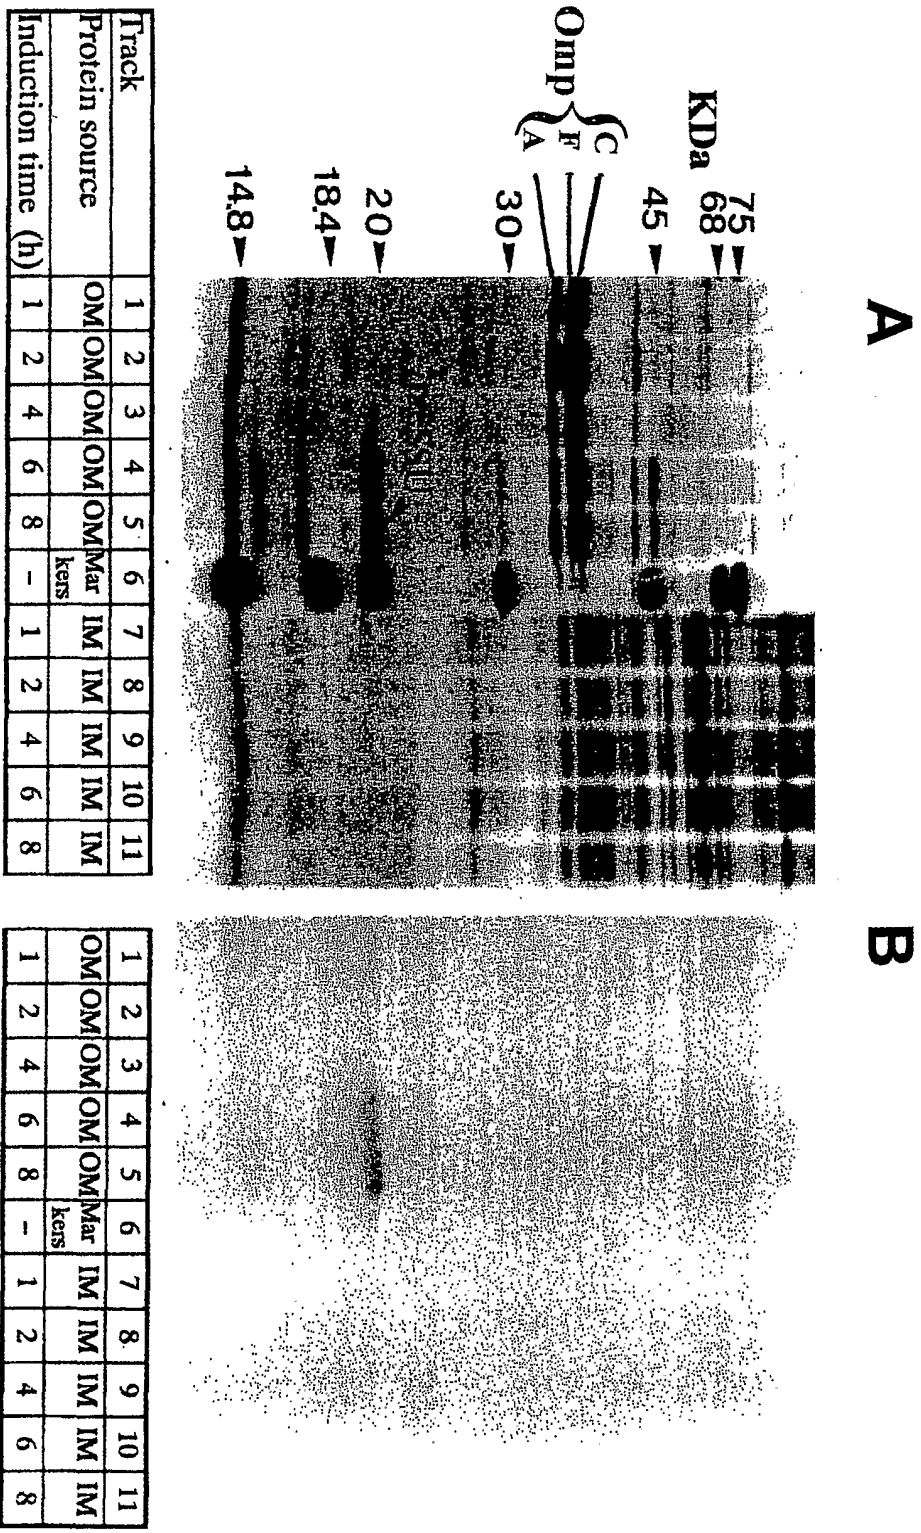 A
KDa
75
68
45
Omp { C
F
A
30
20
18.4
14.8
Track 1 2 3 4 5 6 7 8 9 10 11
Protein source OM OM OM OM OM Mar kers IM IM IM IM IM
Induction time (h) 1 2 4 6 8 – 1 2 4 6 8
B
1 2 3 4 5 6 7 8 9 10 11
OM OM OM OM OM Mar kers IM IM IM IM IM
1 2 4 6 8 – 1 2 4 6 8